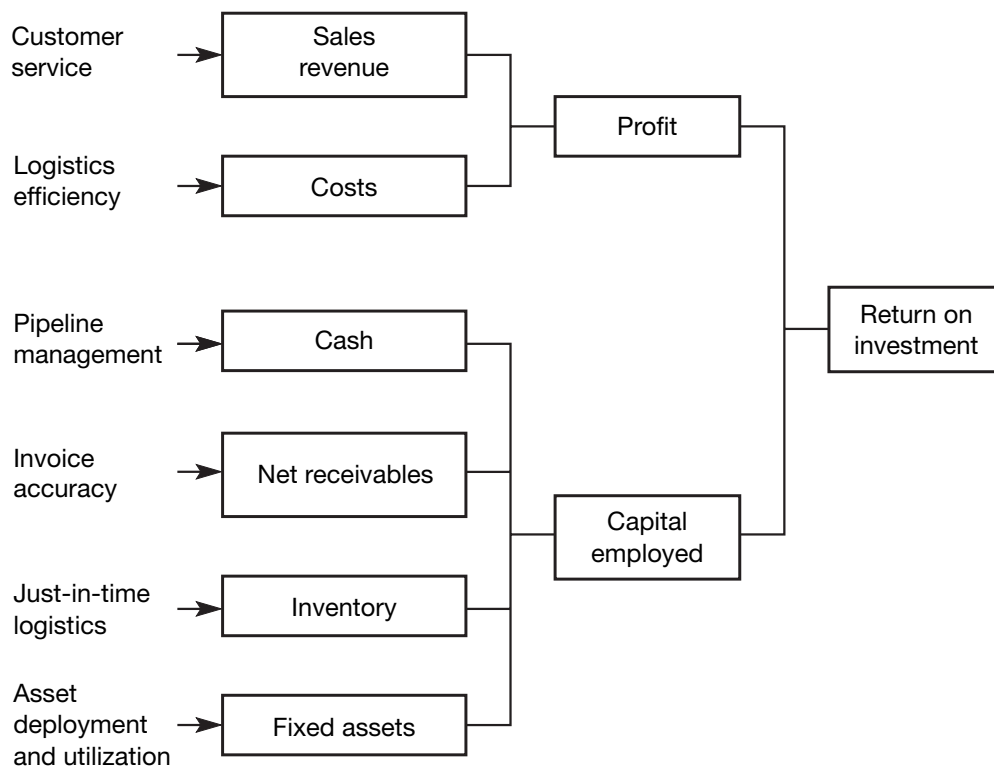 Customer
service
Sales
revenue
Profit
Logistics
efficiency
Costs
Pipeline
management
Cash
Return on
investment
Invoice
accuracy
Net receivables
Capital
employed
Just-in-time
logistics
Inventory
Asset
deployment
and utilization
Fixed assets